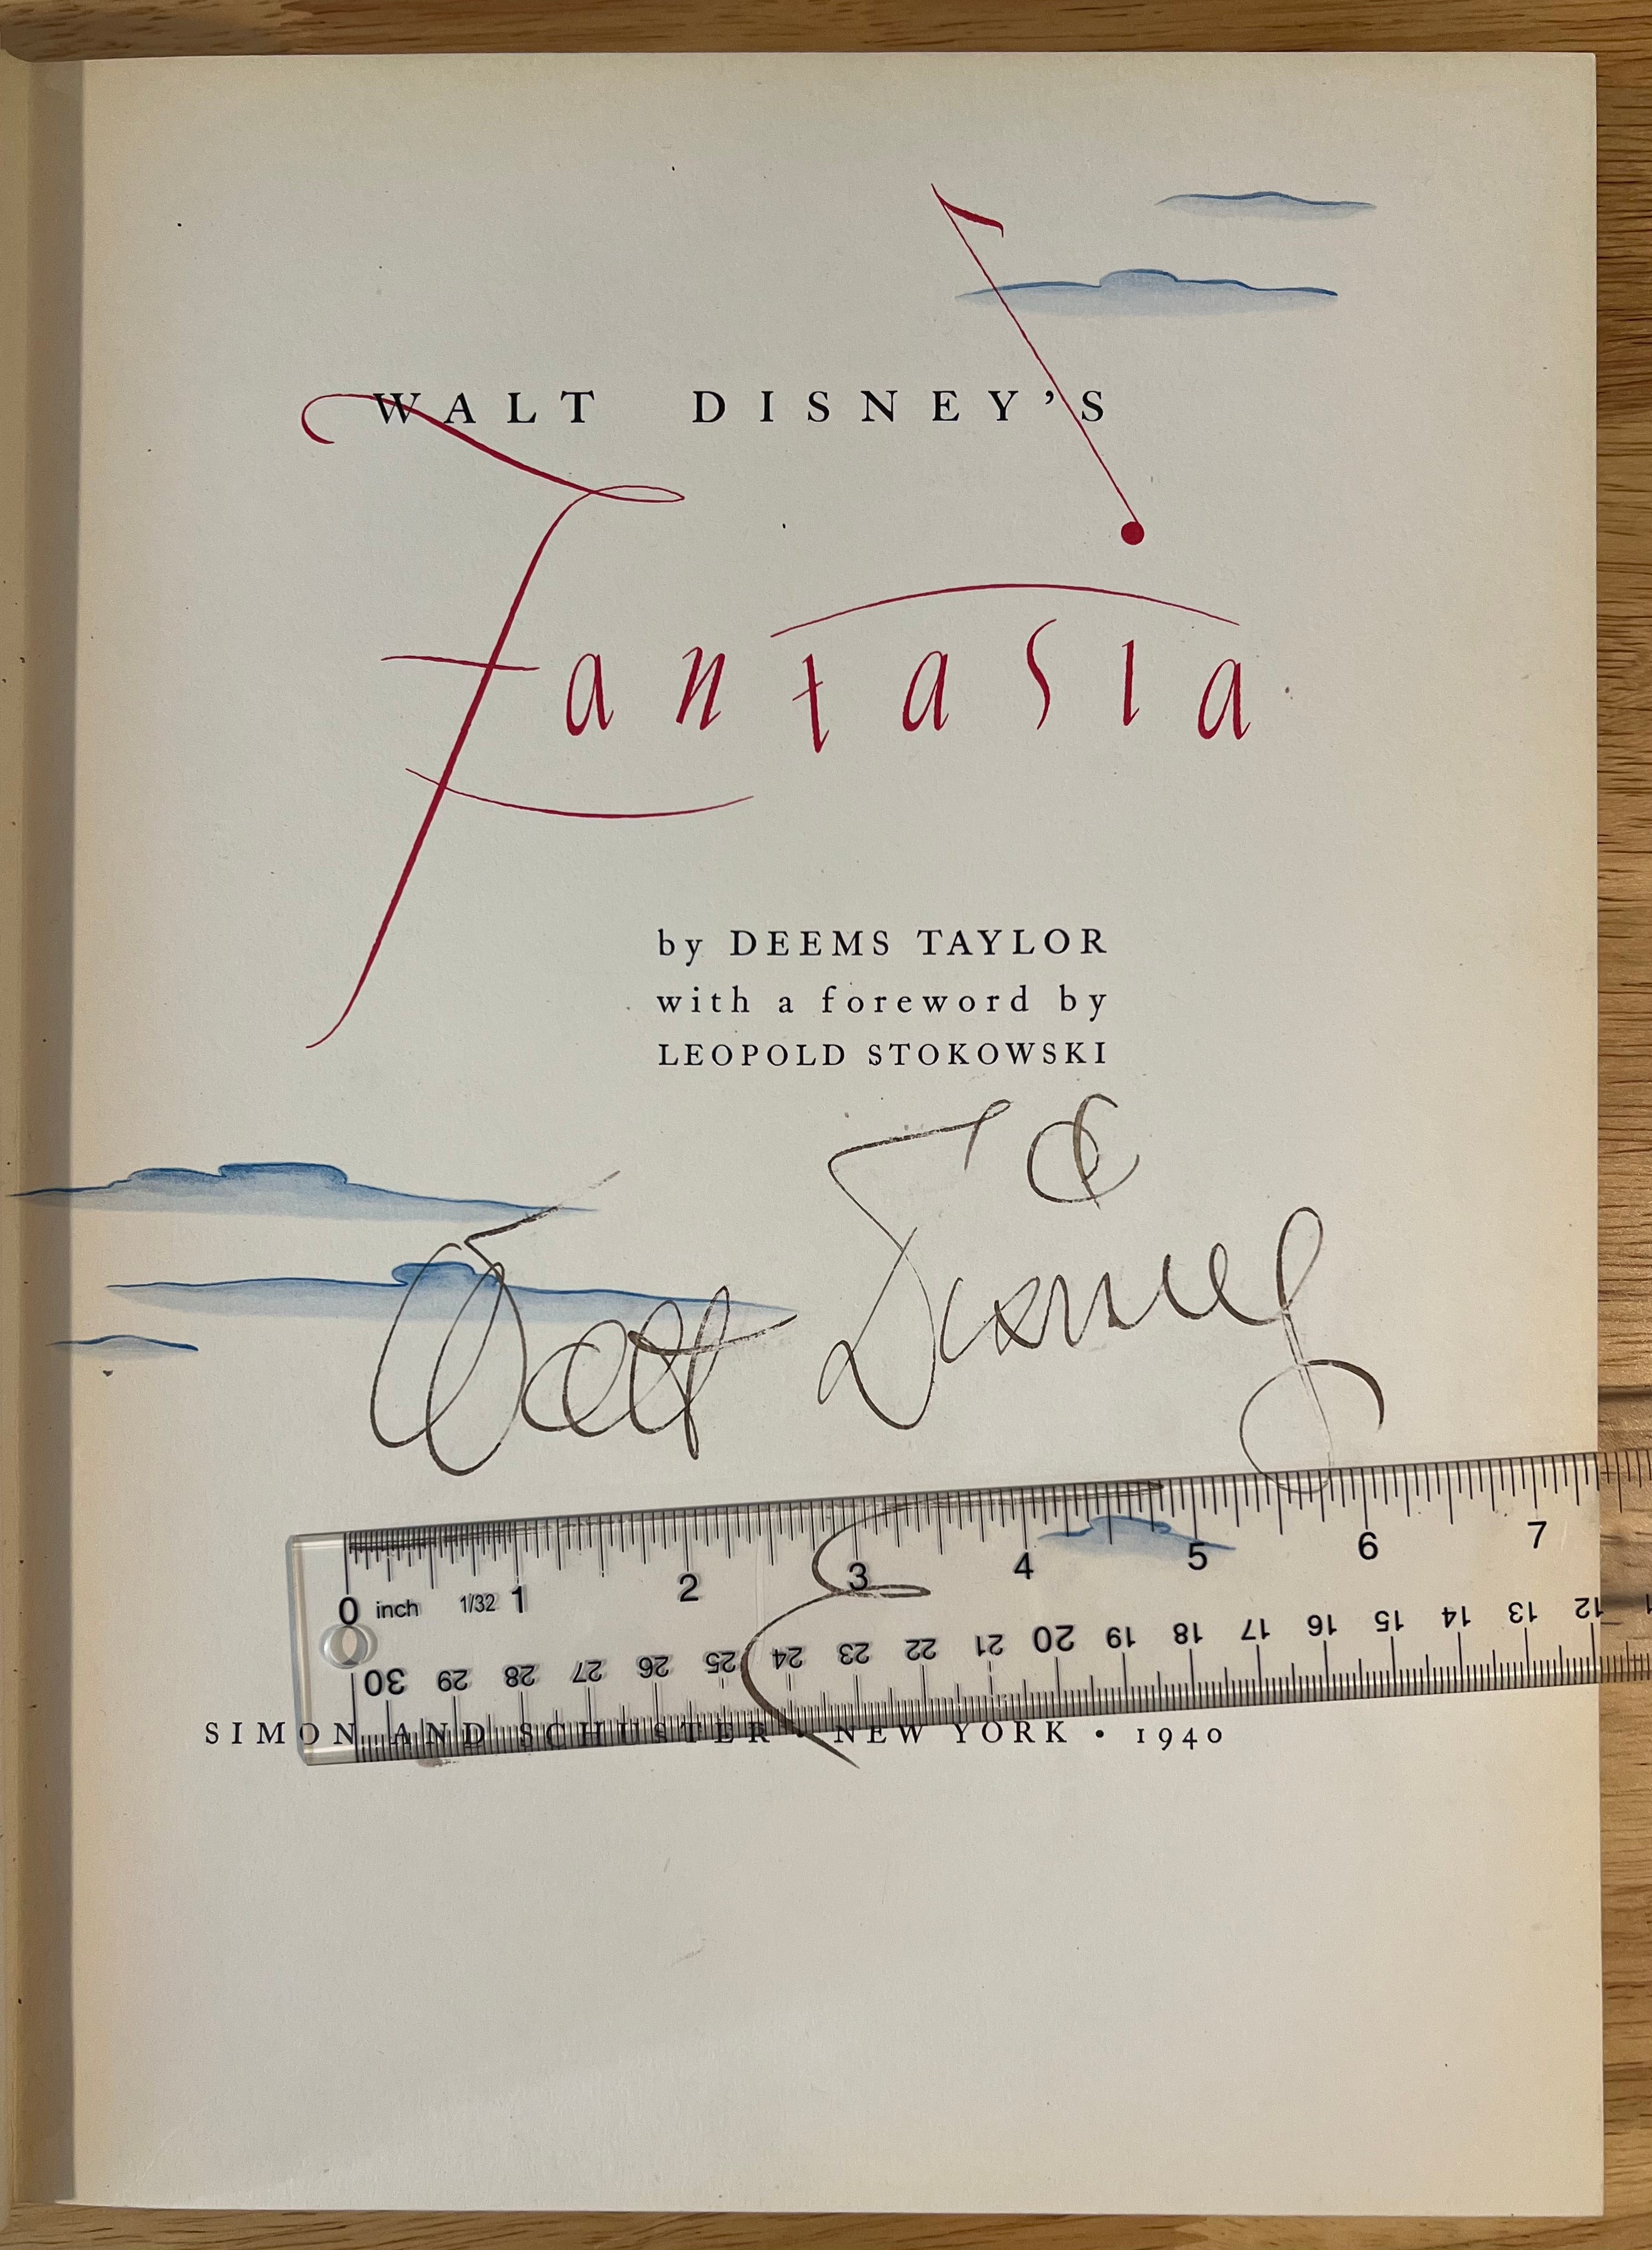 WALT DISNEY'S
Fantasia
by DEEMS TAYLOR
with a foreword by
LEOPOLD STOKOWSKI
Walt Disney
0 inch 1/32 1 2 3 4 5 6 7
30 29 28 27 26 25 24 23 22 21 20 19 18 17 16 15 14 13 12
SIMON AND SCHUSTER • NEW YORK • 1940